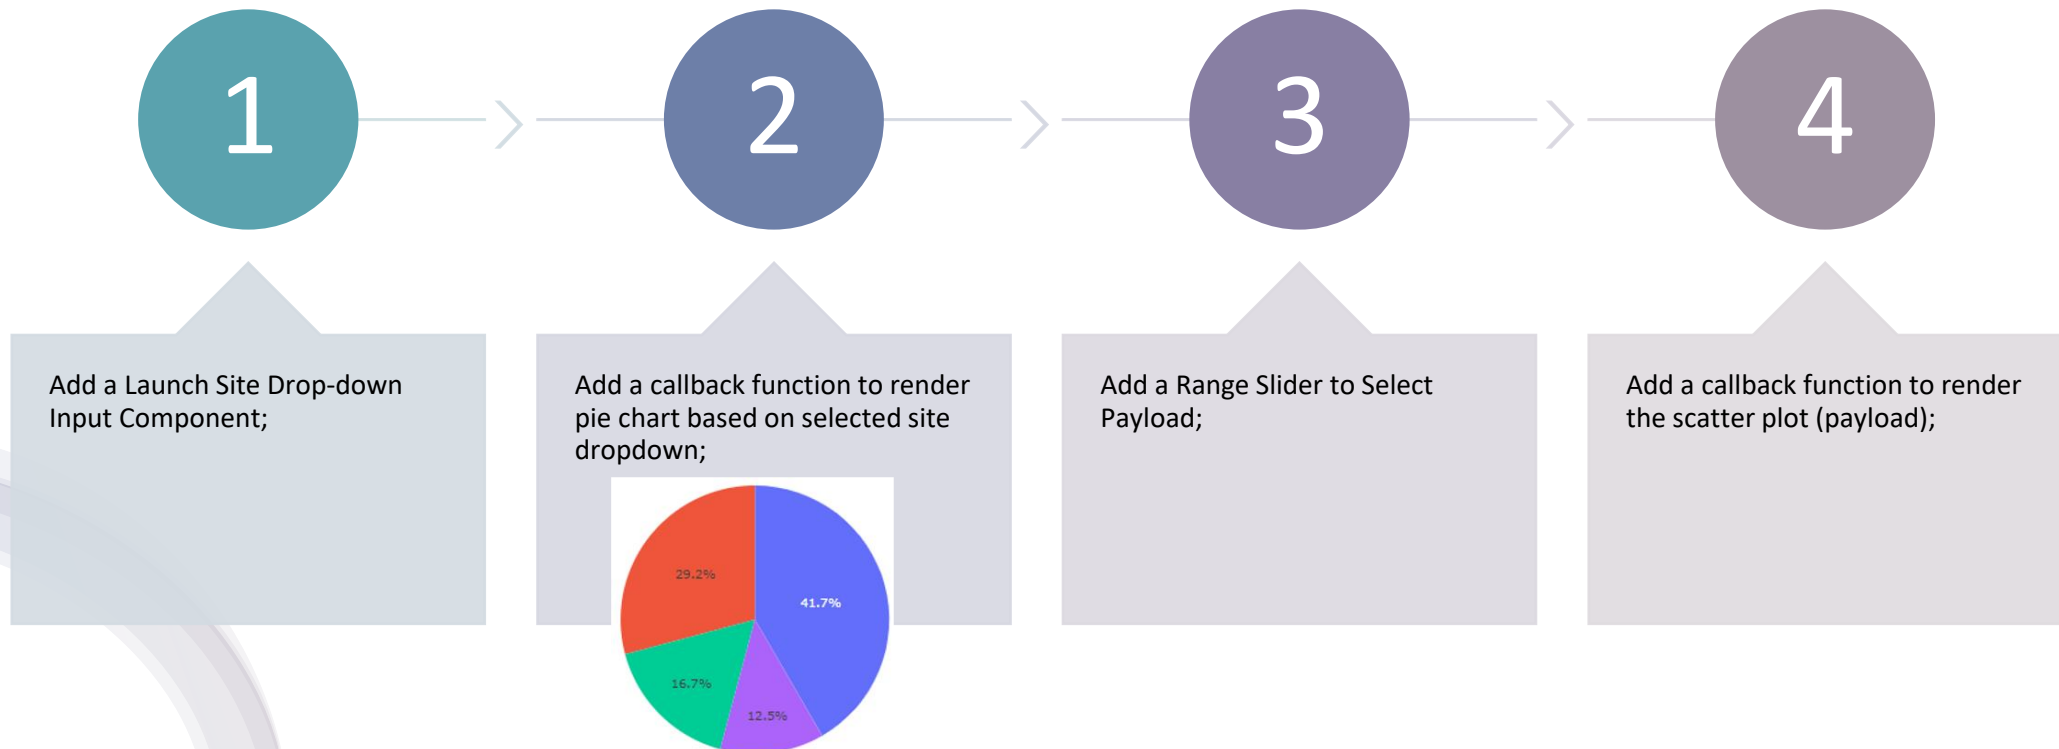 1
2
3
4
Add a Launch Site Drop-down
Input Component;
Add a callback function to render
pie chart based on selected site
dropdown;
29.2%
41.7%
16.7%
12.5%
Add a Range Slider to Select
Payload;
Add a callback function to render
the scatter plot (payload);